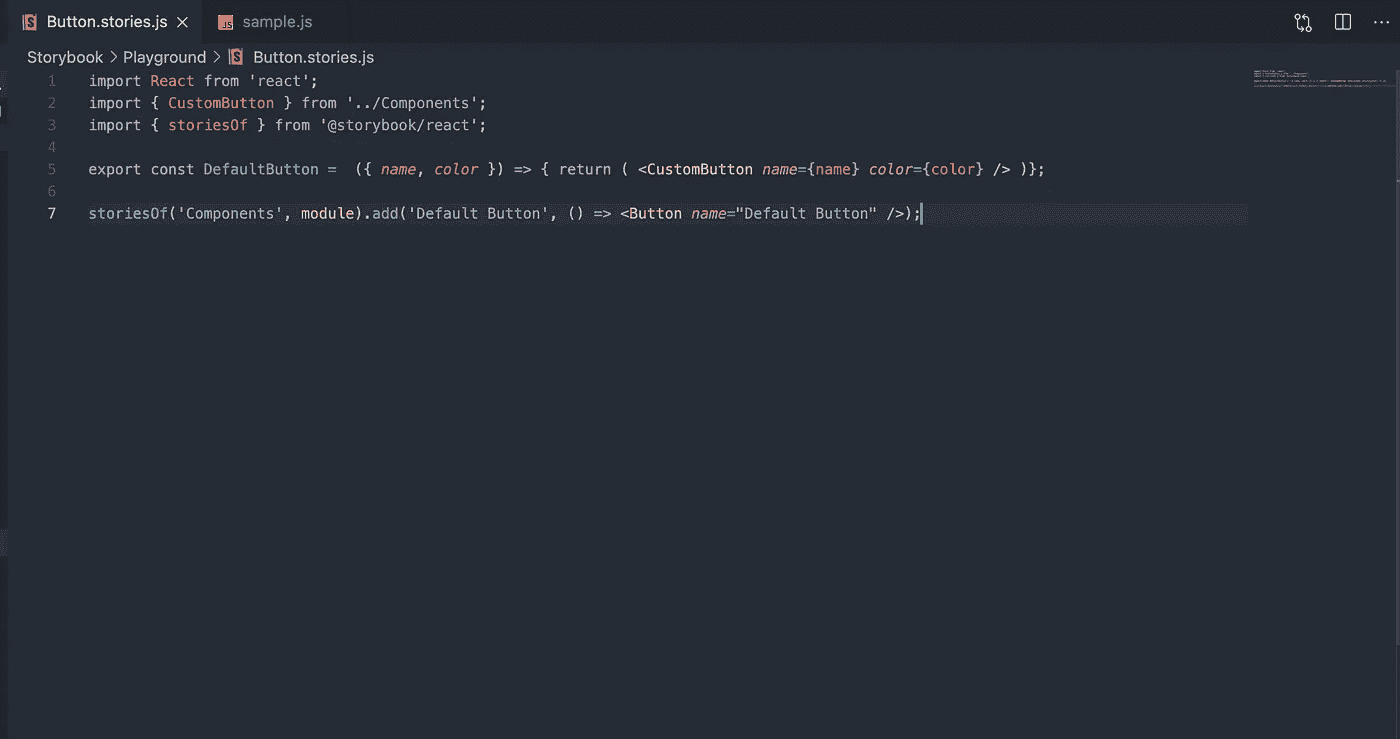 Button.stories.js
sample.js
Storybook > Playground > Button.stories.js
1 import React from 'react';
2 import { CustomButton } from '../Components';
3 import { storiesOf } from '@storybook/react';
4
5 export const DefaultButton =  ({ name, color }) => { return ( <CustomButton name={name} color={color} /> )};
6
7 storiesOf('Components', module).add('Default Button', () => <Button name="Default Button" />);